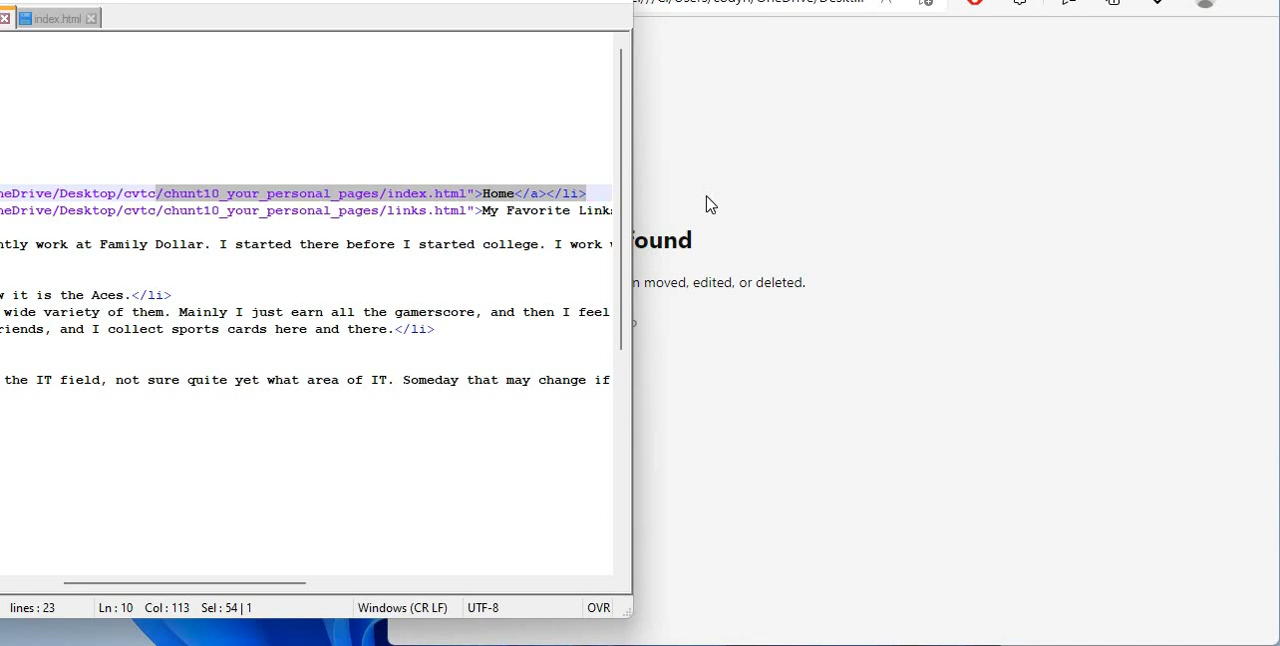 index.html
neDrive/Desktop/cvtc/chunt10_your_personal_pages/index.html">Home</a></li>
neDrive/Desktop/cvtc/chunt10_your_personal_pages/links.html">My Favorite Link
ntly work at Family Dollar. I started there before I started college. I work
w it is the Aces.</li>
wide variety of them. Mainly I just earn all the gamerscore, and then I feel
riends, and I collect sports cards here and there.</li>
the IT field, not sure quite yet what area of IT. Someday that may change if
lines : 23 Ln : 10 Col : 113 Sel : 54 | 1 Windows (CR LF) UTF-8 OVR
ound
n moved, edited, or deleted.